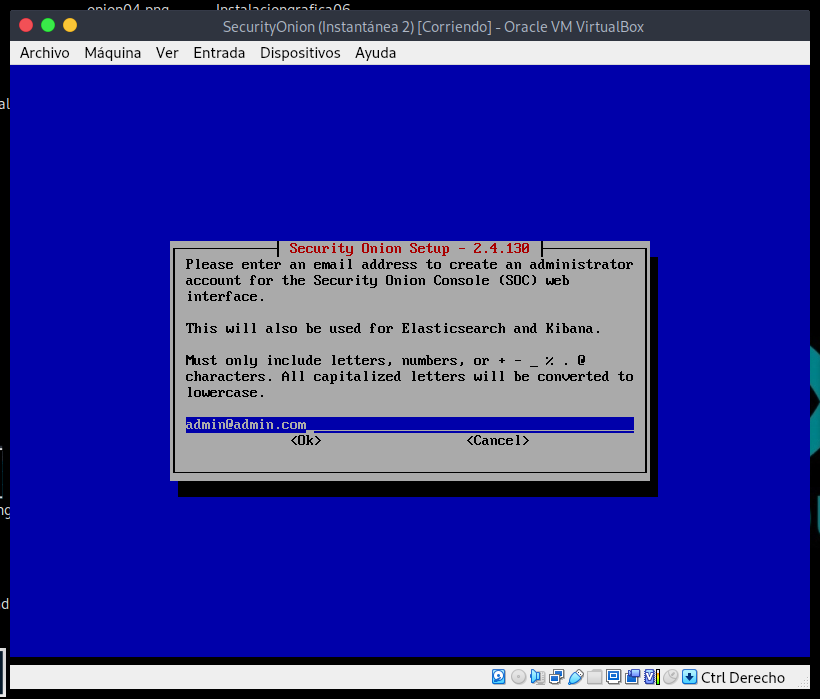 onion04.png Instalaciongrafica06
SecurityOnion (Instantánea 2) [Corriendo] - Oracle VM VirtualBox
Archivo Máquina Ver Entrada Dispositivos Ayuda
Security Onion Setup - 2.4.130
Please enter an email address to create an administrator
account for the Security Onion Console (SOC) web
interface.
This will also be used for Elasticsearch and Kibana.
Must only include letters, numbers, or + - _ % . @
characters. All capitalized letters will be converted to
lowercase.
admin@admin.com
<Ok> <Cancel>
Ctrl Derecho